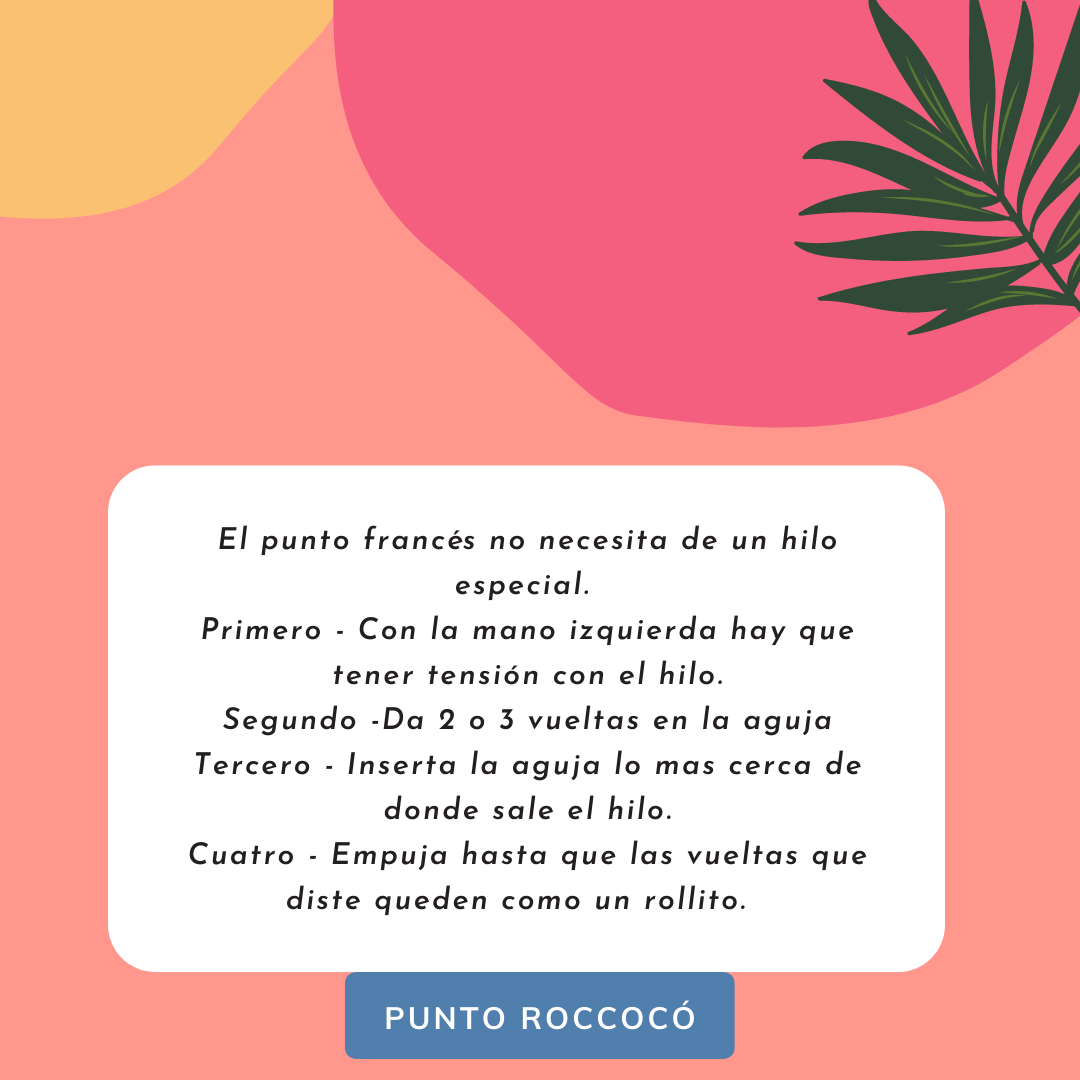 El punto francés no necesita de un hilo
especial.
Primero - Con la mano izquierda hay que
tener tensión con el hilo.
Segundo -Da 2 o 3 vueltas en la aguja
Tercero - Inserta la aguja lo mas cerca de
donde sale el hilo.
Cuatro - Empuja hasta que las vueltas que
diste queden como un rollito.
PUNTO ROCCOCÓ